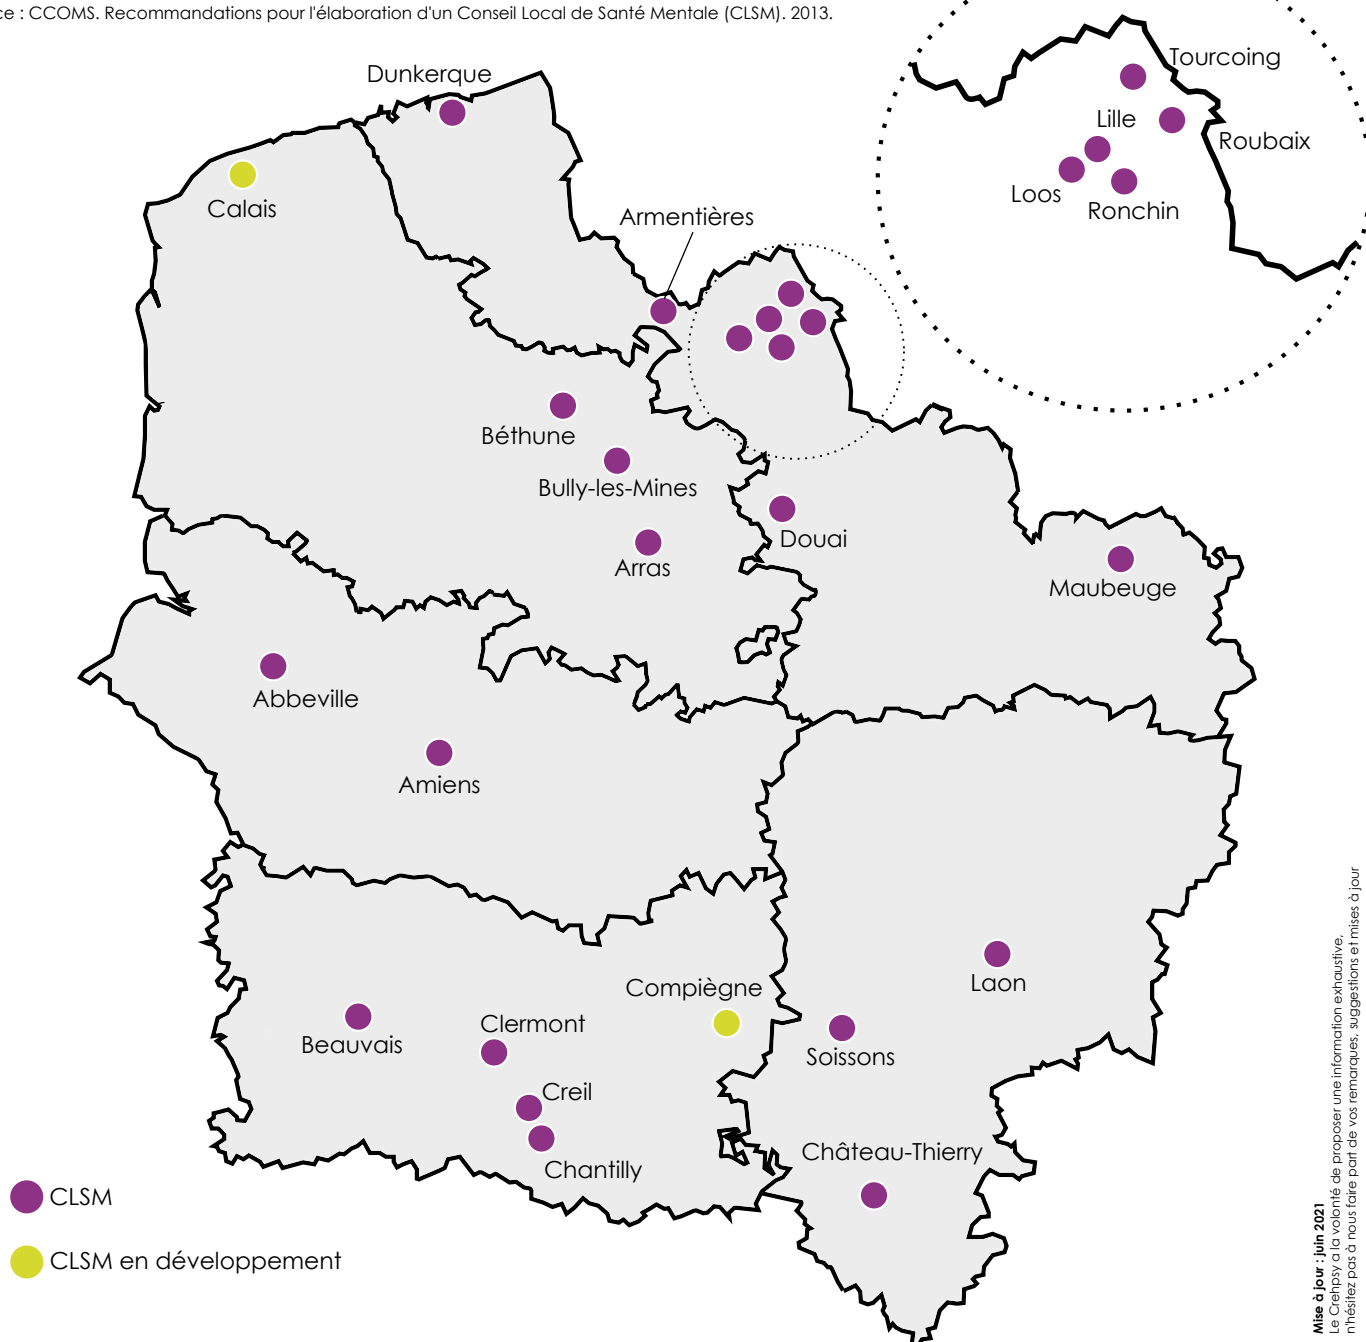 ce : CCOMS. Recommandations pour l'élaboration d'un Conseil Local de Santé Mentale (CLSM). 2013.
Dunkerque
Tourcoing
Lille
Roubaix
Loos
Ronchin
Calais
Armentières
Béthune
Bully-les-Mines
Douai
Arras
Maubeuge
Abbeville
Amiens
Laon
Compiègne
Clermont
Beauvais
Soissons
Creil
Château-Thierry
Chantilly
CLSM
CLSM en développement
Mise à jour : juin 2021
Le Crehpsy a la volonté de proposer une information exhaustive,
n'hésitez pas à nous faire part de vos remarques, suggestions et mises à jour